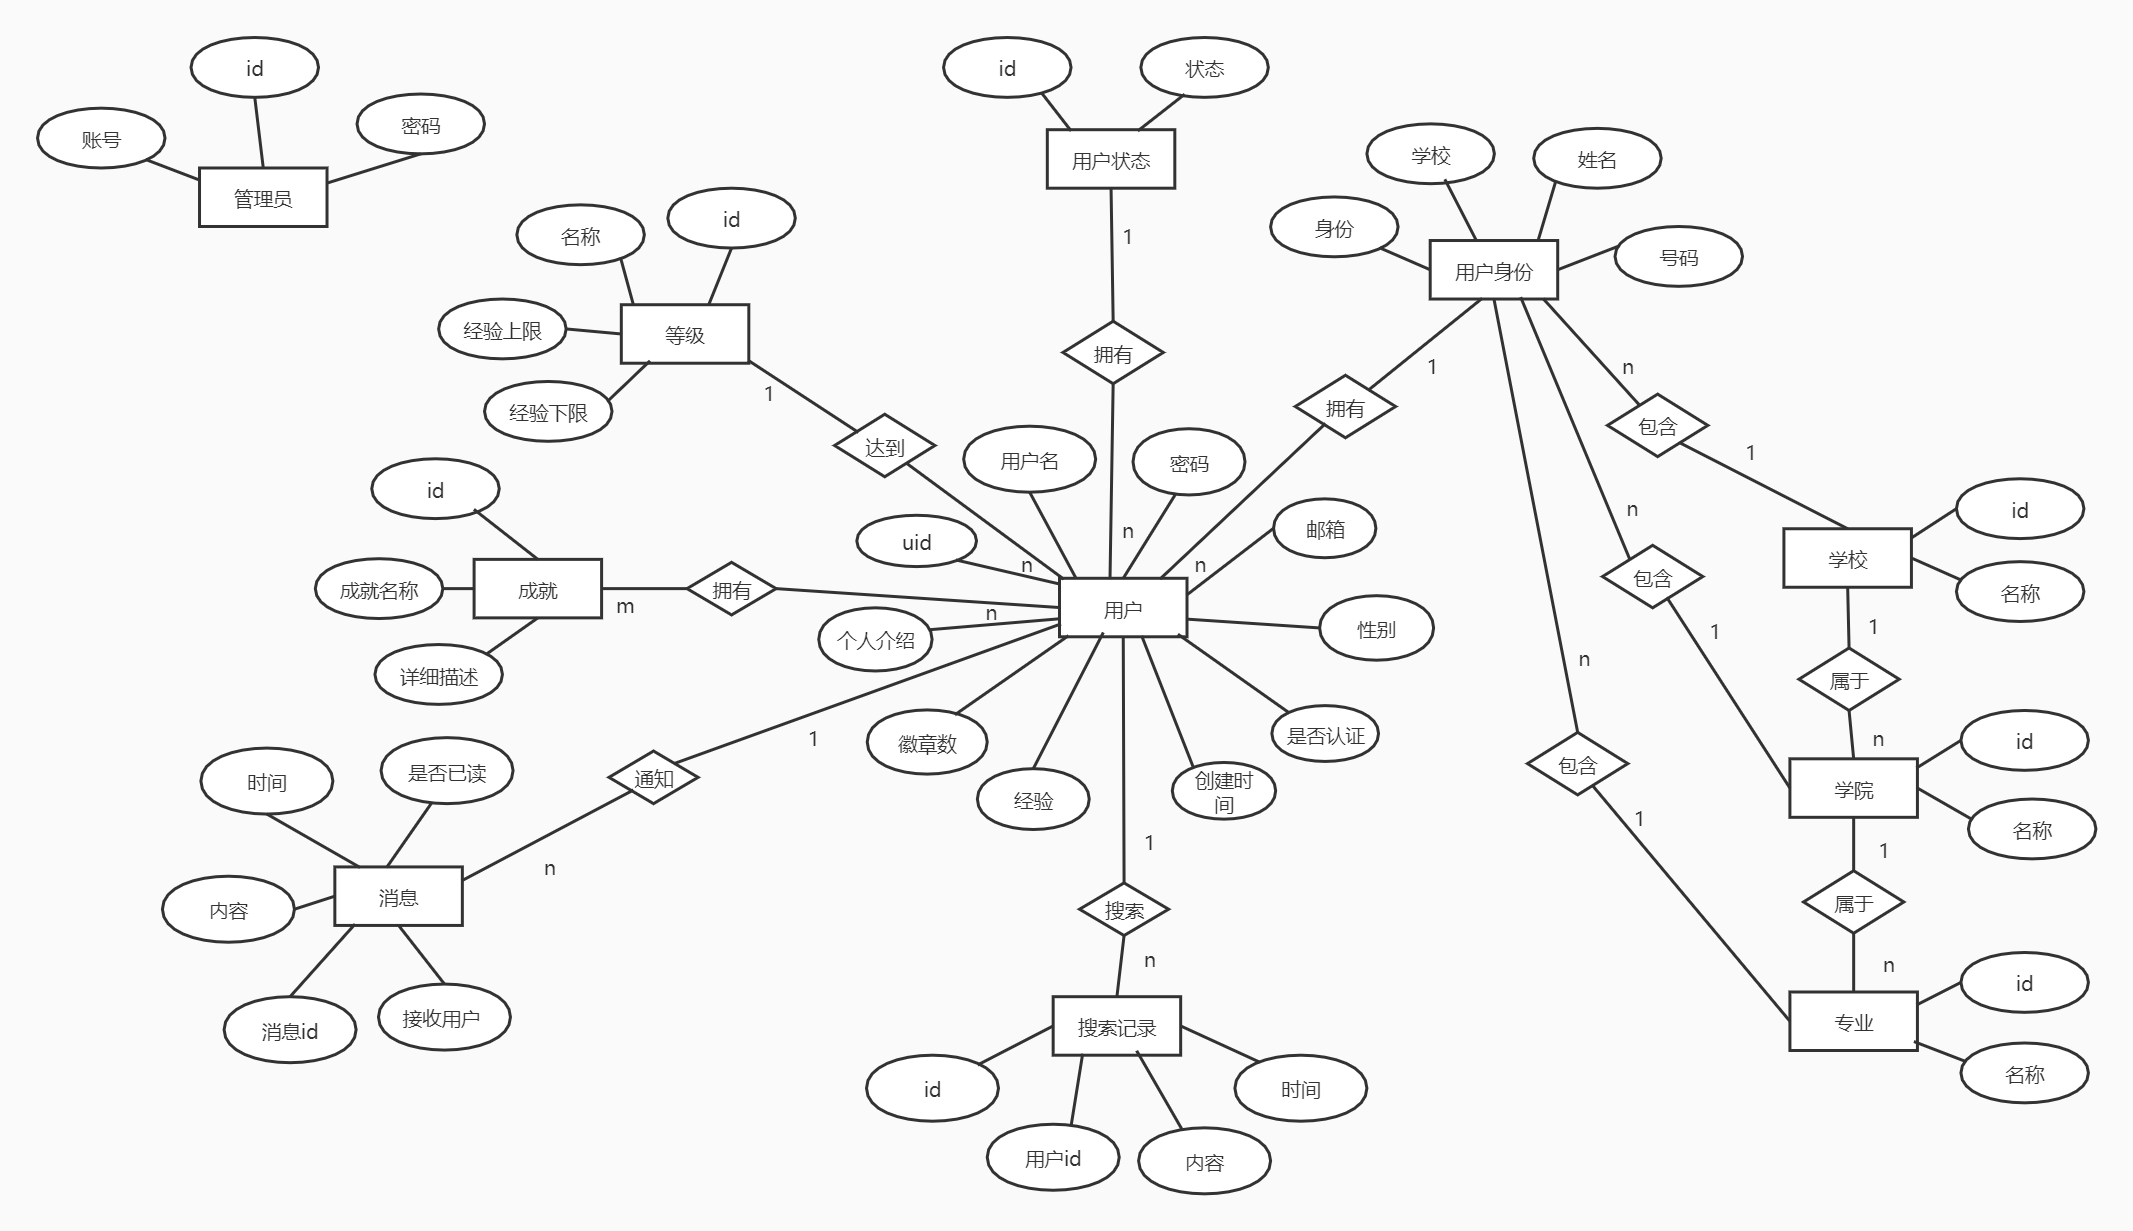 id
账号
密码
管理员
id
状态
用户状态
1
拥有
n
学校
姓名
身份
号码
用户身份
名称
id
经验上限
等级
经验下限
1
达到
n
拥有
1
n
包含
n
1
包含
n
1
包含
n
1
id
成就名称
成就
详细描述
m
拥有
n
用户名
密码
uid
邮箱
用户
个人介绍
性别
徽章数
经验
创建时
间
是否认证
学校
id
名称
1
属于
n
学院
id
名称
1
属于
n
专业
id
名称
1
通知
n
时间
是否已读
内容
消息
消息id
接收用户
1
搜索
n
搜索记录
id
用户id
内容
时间